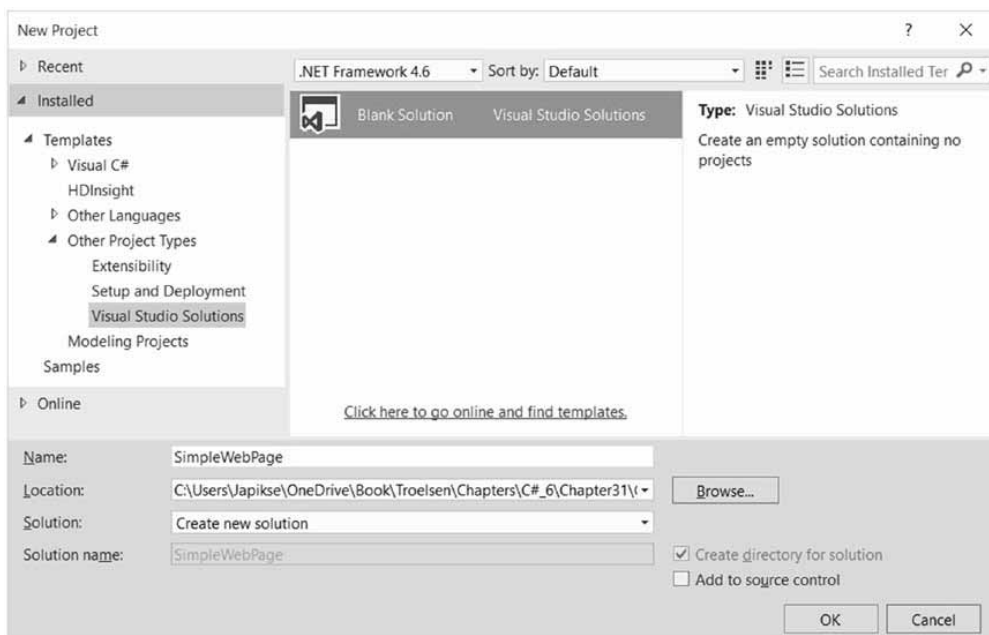 New Project
?
Recent
Installed
Templates
Visual C#
HDInsight
Other Languages
Other Project Types
Extensibility
Setup and Deployment
Visual Studio Solutions
Modeling Projects
Samples
Online
.NET Framework 4.6
Sort by: Default
Search Installed Ter
Blank Solution Visual Studio Solutions
Click here to go online and find templates.
Type: Visual Studio Solutions
Create an empty solution containing no
projects
Name: SimpleWebPage
Location: C:\Users\Japikse\OneDrive\Book\Troelsen\Chapters\C#_6\Chapter31\
Browse...
Solution: Create new solution
Solution name: SimpleWebPage
Create directory for solution
Add to source control
OK
Cancel